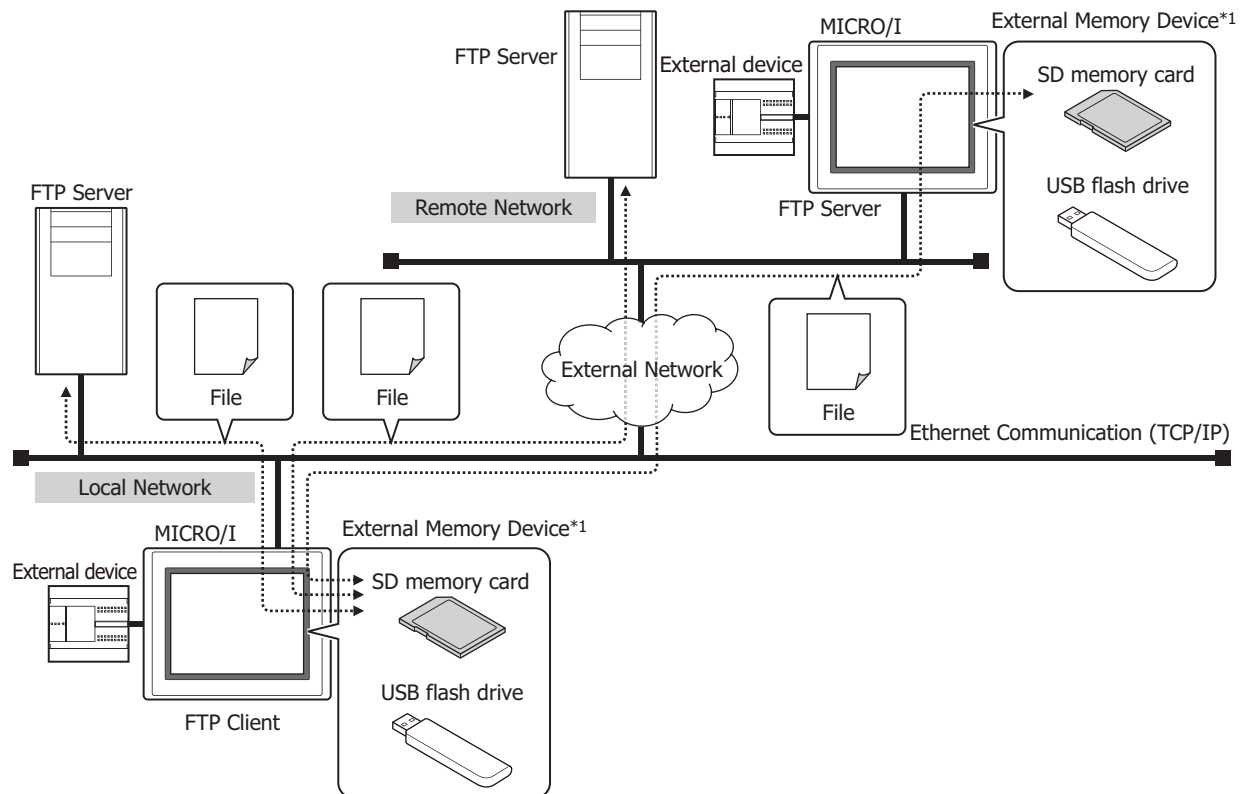 External Memory Device*1
MICRO/I
FTP Server
External device
SD memory card
USB flash drive
FTP Server
Remote Network
FTP Server
File
File
External Network
File
Ethernet Communication (TCP/IP)
Local Network
MICRO/I
External Memory Device*1
External device
SD memory card
USB flash drive
FTP Client